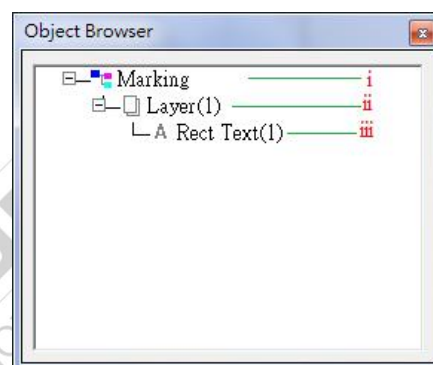 Object Browser
Marking i
Layer(1) ii
A Rect Text(1) iii